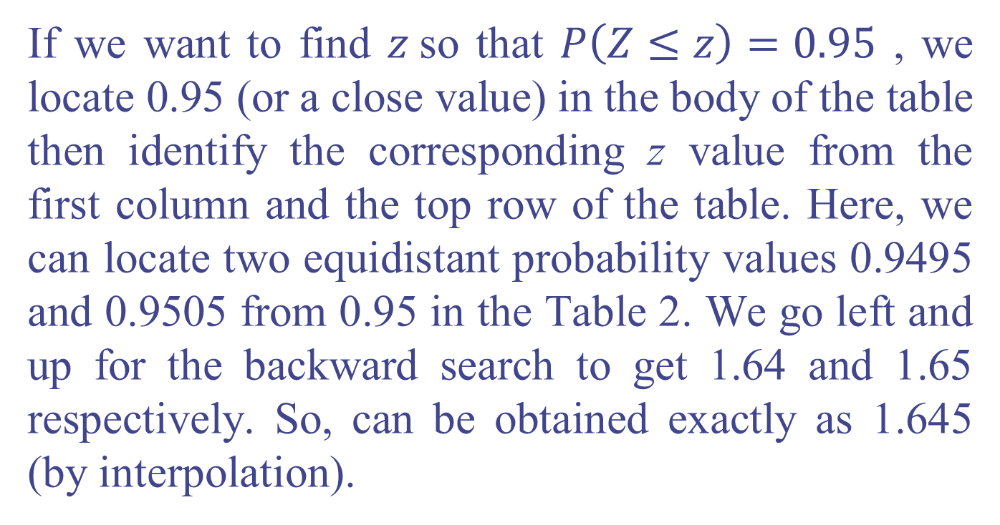 If we want to find z so that P(Z ≤ z) = 0.95 , we
locate 0.95 (or a close value) in the body of the table
then identify the corresponding z value from the
first column and the top row of the table. Here, we
can locate two equidistant probability values 0.9495
and 0.9505 from 0.95 in the Table 2. We go left and
up for the backward search to get 1.64 and 1.65
respectively. So, can be obtained exactly as 1.645
(by interpolation).